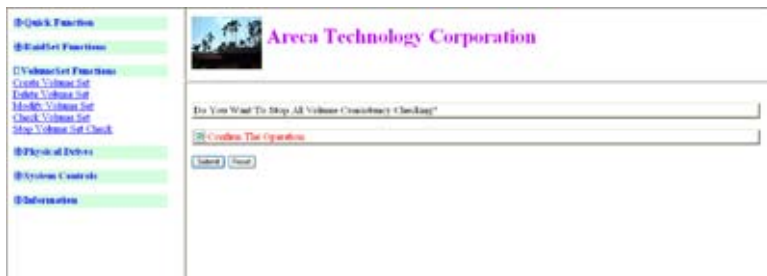 Quick Function
RaidSet Functions
VolumeSet Functions
Create Volume Set
Delete Volume Set
Modify Volume Set
Check Volume Set
Stop Volume Set Check
Physical Drives
System Controls
Information
Areca Technology Corporation
Do You Want To Stop All Volume Consistency Checking?
Confirm The Operation
Submit Reset